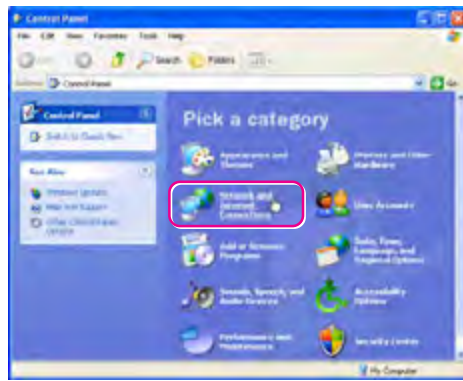 Control Panel
File Edit View Favorites Tools Help
Search Folders
Control Panel Go
Control Panel
Switch to Classic View
See Also
Windows Update
Help and Support
Other Control Panel
Options
Pick a category
Appearance and
Themes
Printers and Other
Hardware
Network and
Internet
Connections
User Accounts
Add or Remove
Programs
Date, Time,
Language, and
Regional Options
Sounds, Speech, and
Audio Devices
Accessibility
Options
Performance and
Maintenance
Security Center
My Computer